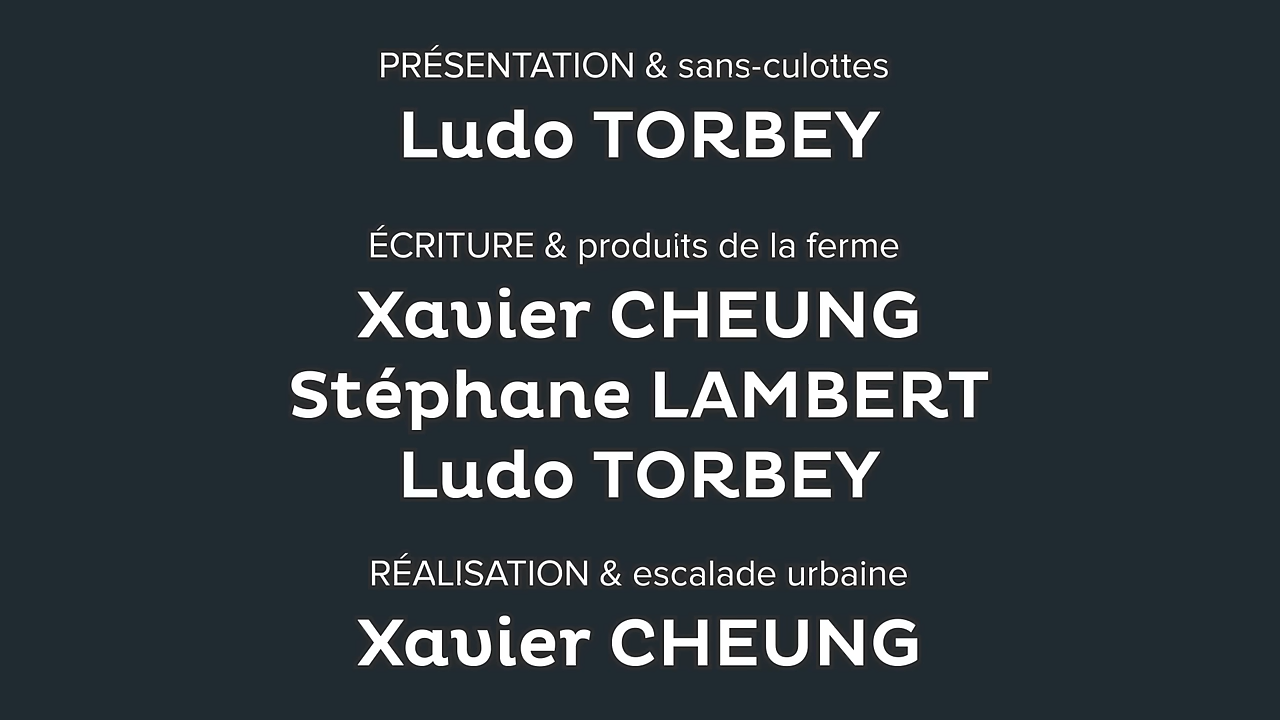 PRÉSENTATION & sans-culottes
Ludo TORBEY
ÉCRITURE & produits de la ferme
Xavier CHEUNG
Stéphane LAMBERT
Ludo TORBEY
RÉALISATION & escalade urbaine
Xavier CHEUNG